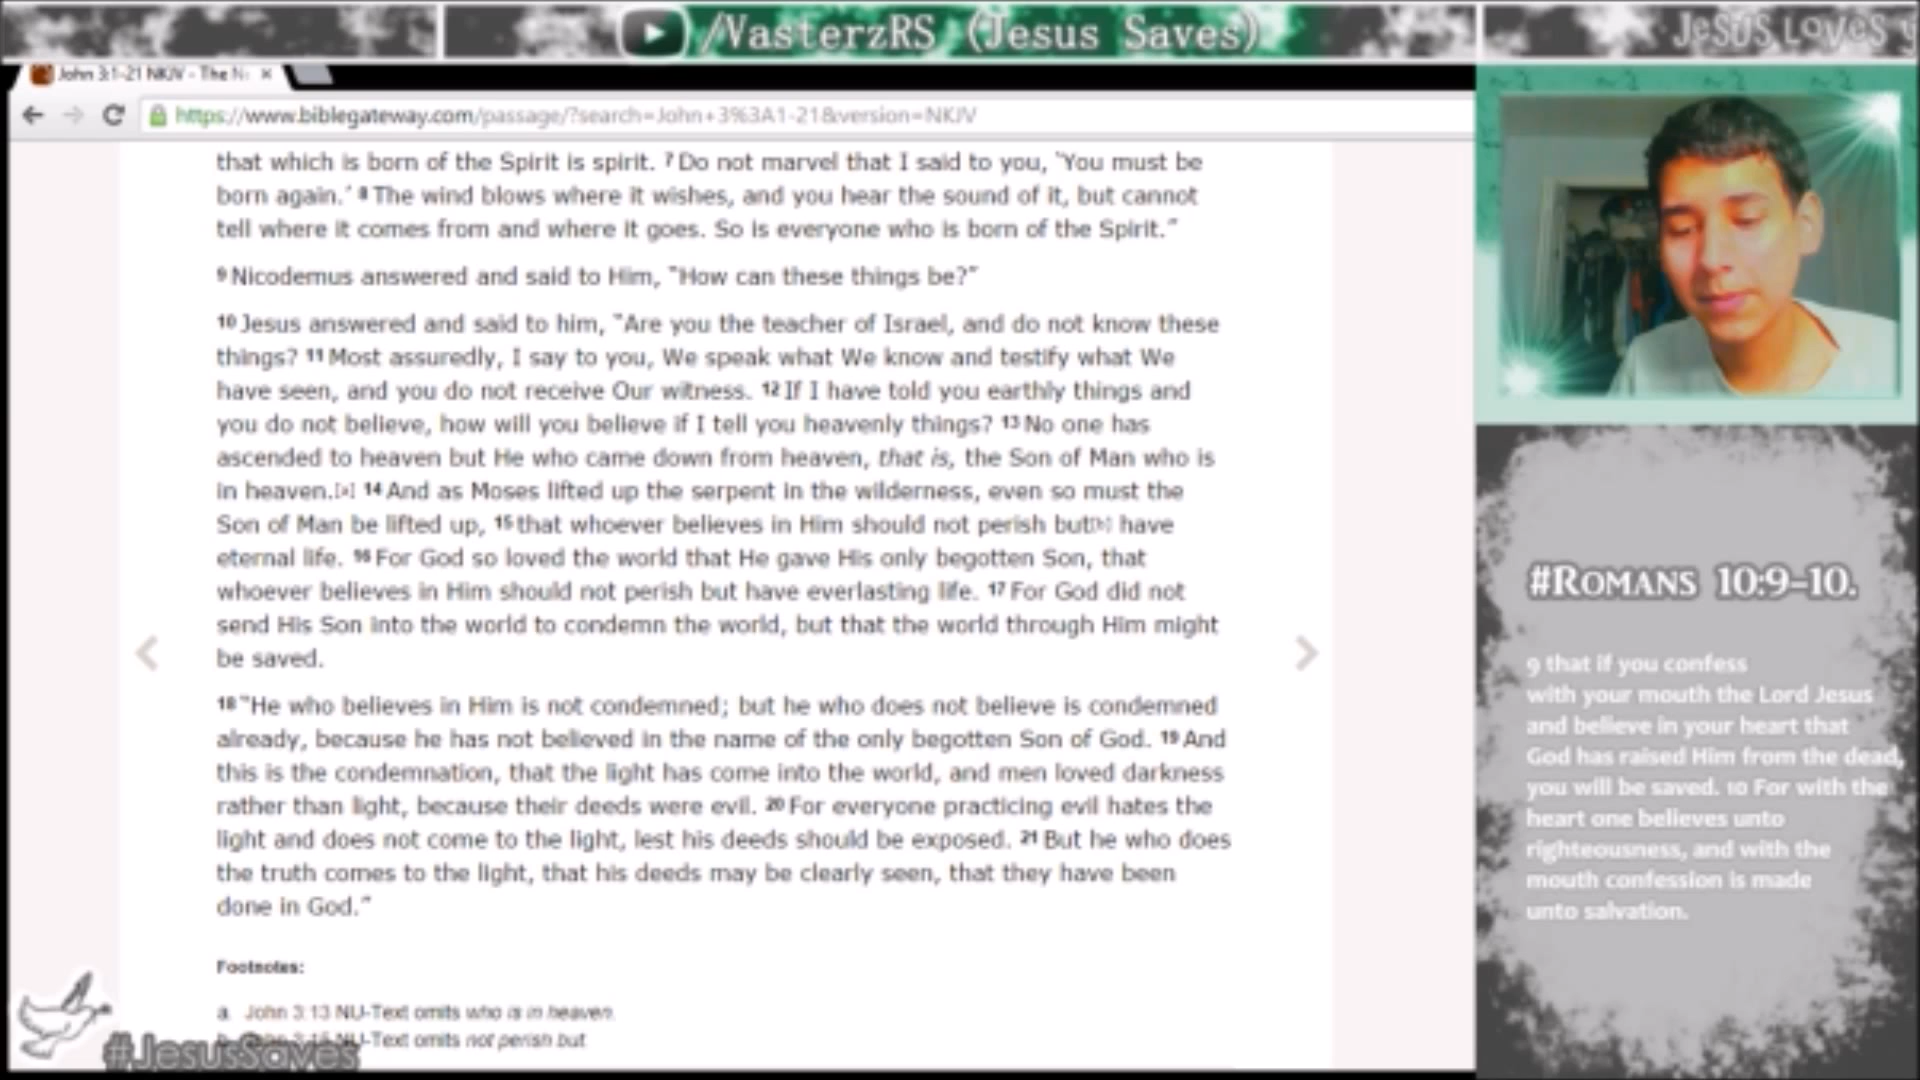 /VasterzRS (Jesus Saves)
JESUS LOVES
John 3:1-21 NKJV - The N
https://www.biblegateway.com/passage/?search=John+3%3A1-21&version=NKJV
that which is born of the Spirit is spirit. 7 Do not marvel that I said to you, ‘You must be
born again.’ 8 The wind blows where it wishes, and you hear the sound of it, but cannot
tell where it comes from and where it goes. So is everyone who is born of the Spirit.”
9 Nicodemus answered and said to Him, “How can these things be?”
10 Jesus answered and said to him, “Are you the teacher of Israel, and do not know these
things? 11 Most assuredly, I say to you, We speak what We know and testify what We
have seen, and you do not receive Our witness. 12 If I have told you earthly things and
you do not believe, how will you believe if I tell you heavenly things? 13 No one has
ascended to heaven but He who came down from heaven, that is, the Son of Man who is
in heaven.[a] 14 And as Moses lifted up the serpent in the wilderness, even so must the
Son of Man be lifted up, 15 that whoever believes in Him should not perish but[b] have
eternal life. 16 For God so loved the world that He gave His only begotten Son, that
whoever believes in Him should not perish but have everlasting life. 17 For God did not
send His Son into the world to condemn the world, but that the world through Him might
be saved.
18 “He who believes in Him is not condemned; but he who does not believe is condemned
already, because he has not believed in the name of the only begotten Son of God. 19 And
this is the condemnation, that the light has come into the world, and men loved darkness
rather than light, because their deeds were evil. 20 For everyone practicing evil hates the
light and does not come to the light, lest his deeds should be exposed. 21 But he who does
the truth comes to the light, that his deeds may be clearly seen, that they have been
done in God.”
Footnotes:
a. John 3:13 NU-Text omits who is in heaven.
John 3:15 NU-Text omits not perish but
#JesusSaves
#ROMANS 10:9-10.
9 that if you confess
with your mouth the Lord Jesus
and believe in your heart that
God has raised Him from the dead,
you will be saved. 10 For with the
heart one believes unto
righteousness, and with the
mouth confession is made
unto salvation.